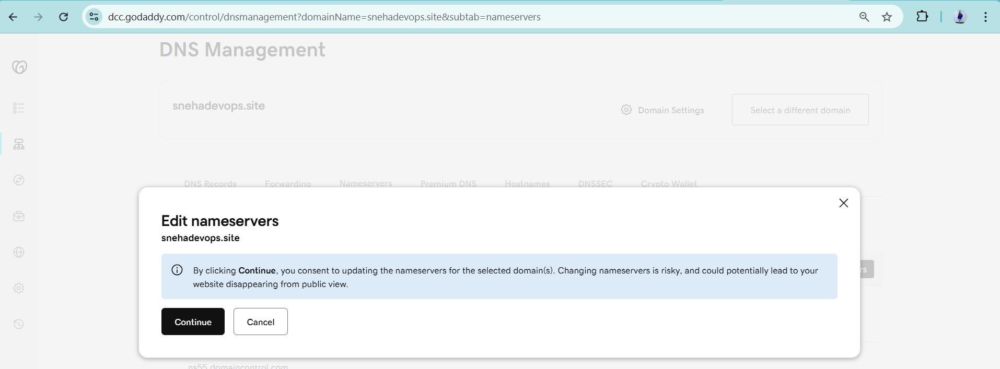 dcc.godaddy.com/control/dnsmanagement?domainName=snehadevops.site&subtab=nameservers
DNS Management
snehadevops.site
Domain Settings
Select a different domain
DNS Records Forwarding Nameservers Premium DNS Hostnames DNSSEC Crypto Wallet
Edit nameservers
snehadevops.site
By clicking Continue, you consent to updating the nameservers for the selected domain(s). Changing nameservers is risky, and could potentially lead to your
website disappearing from public view.
rs
Continue
Cancel
ns55.domaincontrol.com